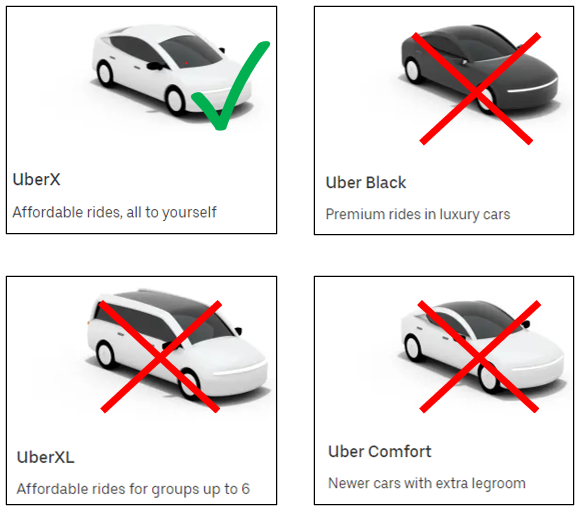 UberX
Affordable rides, all to yourself
Uber Black
Premium rides in luxury cars
UberXL
Affordable rides for groups up to 6
Uber Comfort
Newer cars with extra legroom